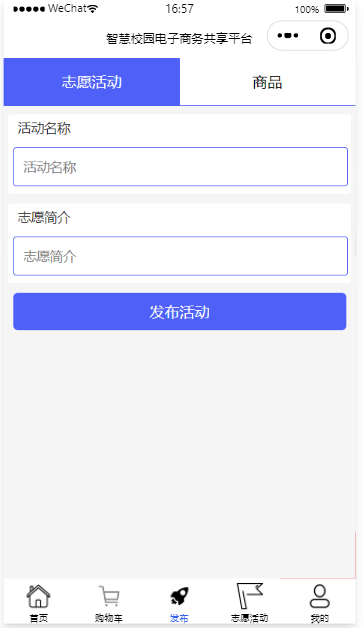 WeChat 16:57 100%
智慧校园电子商务共享平台
志愿活动 商品
活动名称
活动名称
志愿简介
志愿简介
发布活动
首页 购物车 发布 志愿活动 我的